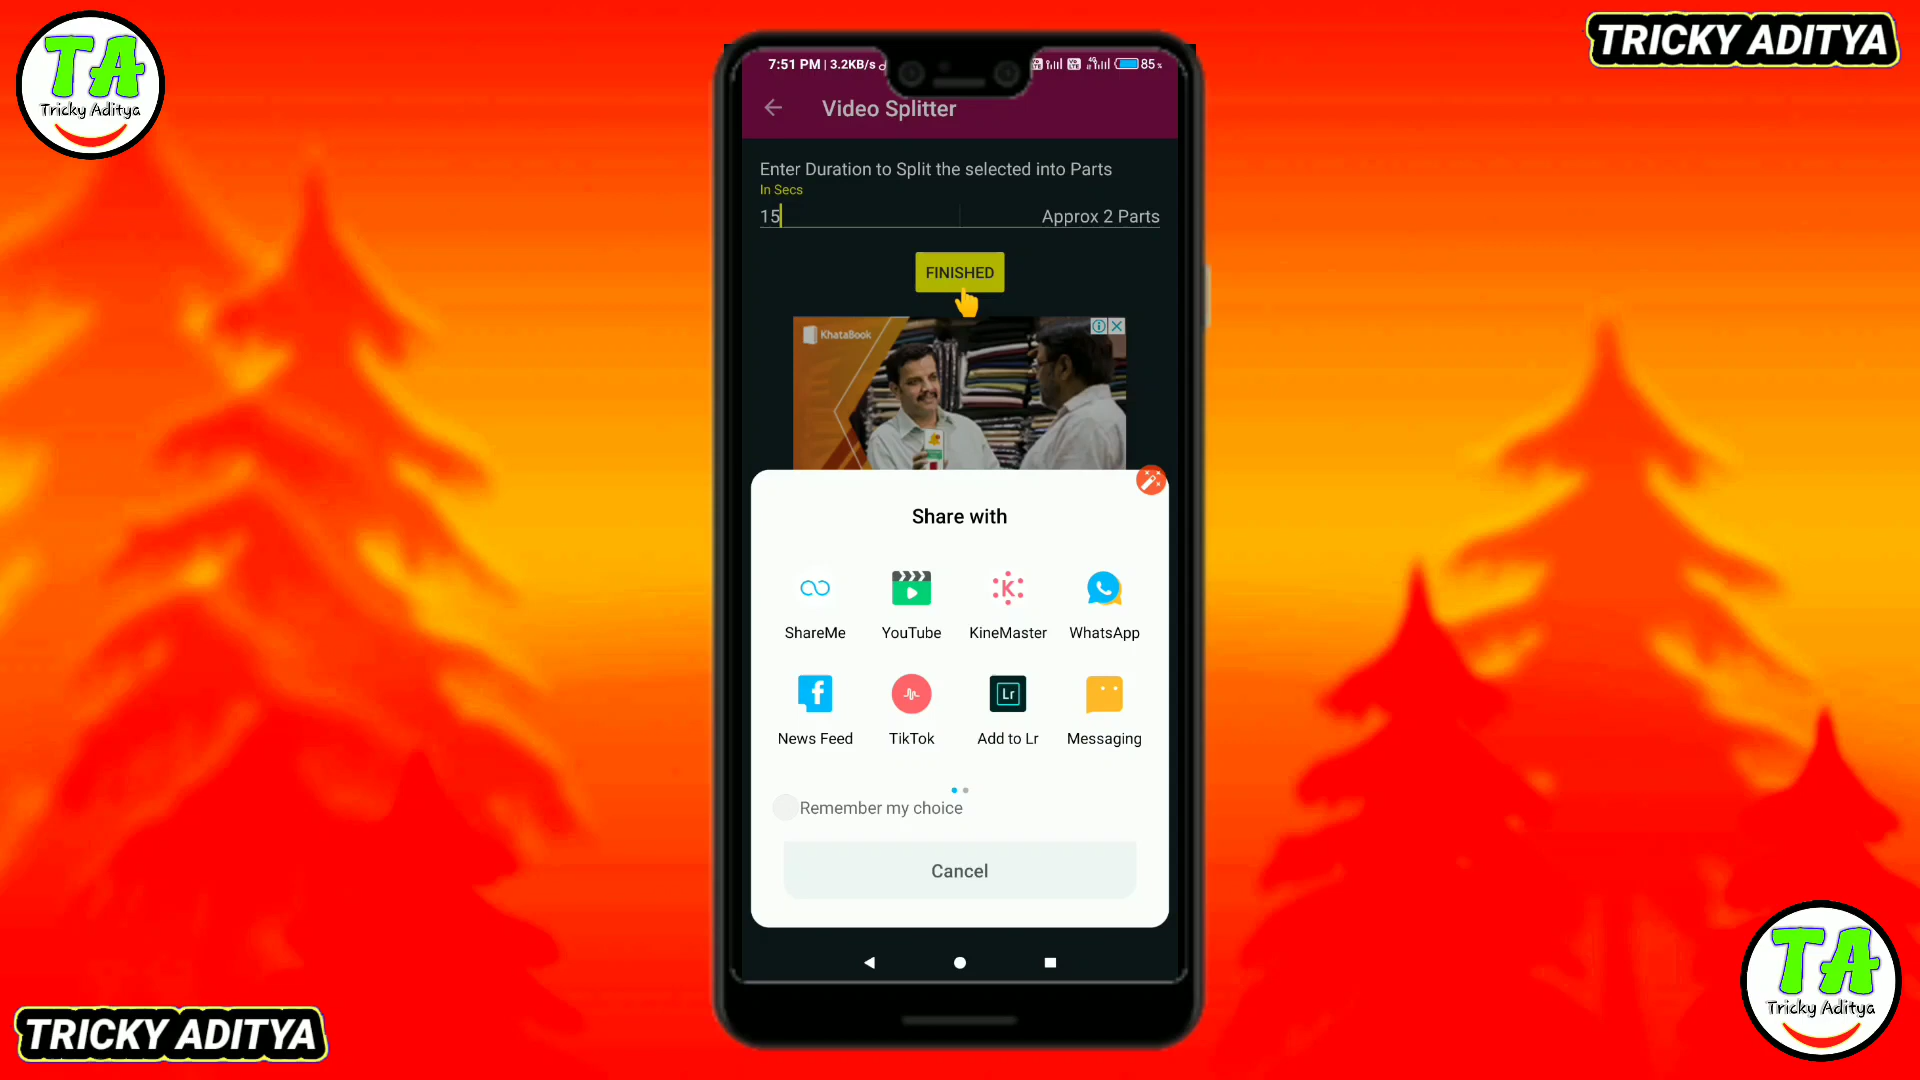 TA
Tricky Aditya
TRICKY ADITYA
7:51 PM | 3.2KB/s
85%
Video Splitter
Enter Duration to Split the selected into Parts
In Secs
15
Approx 2 Parts
FINISHED
KhataBook
Share with
ShareMe
YouTube
K
KineMaster
WhatsApp
f
News Feed
TikTok
Lr
Add to Lr
Messaging
Remember my choice
Cancel
TRICKY ADITYA
TA
Tricky Aditya